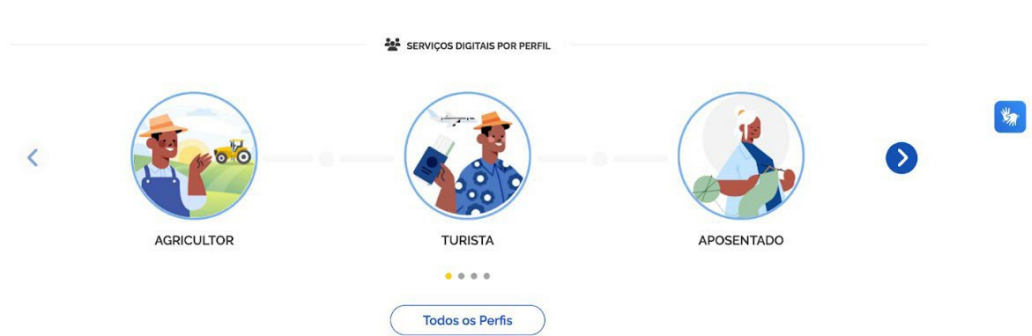 SERVIÇOS DIGITAIS POR PERFIL
AGRICULTOR
TURISTA
APOSENTADO
Todos os Perfis